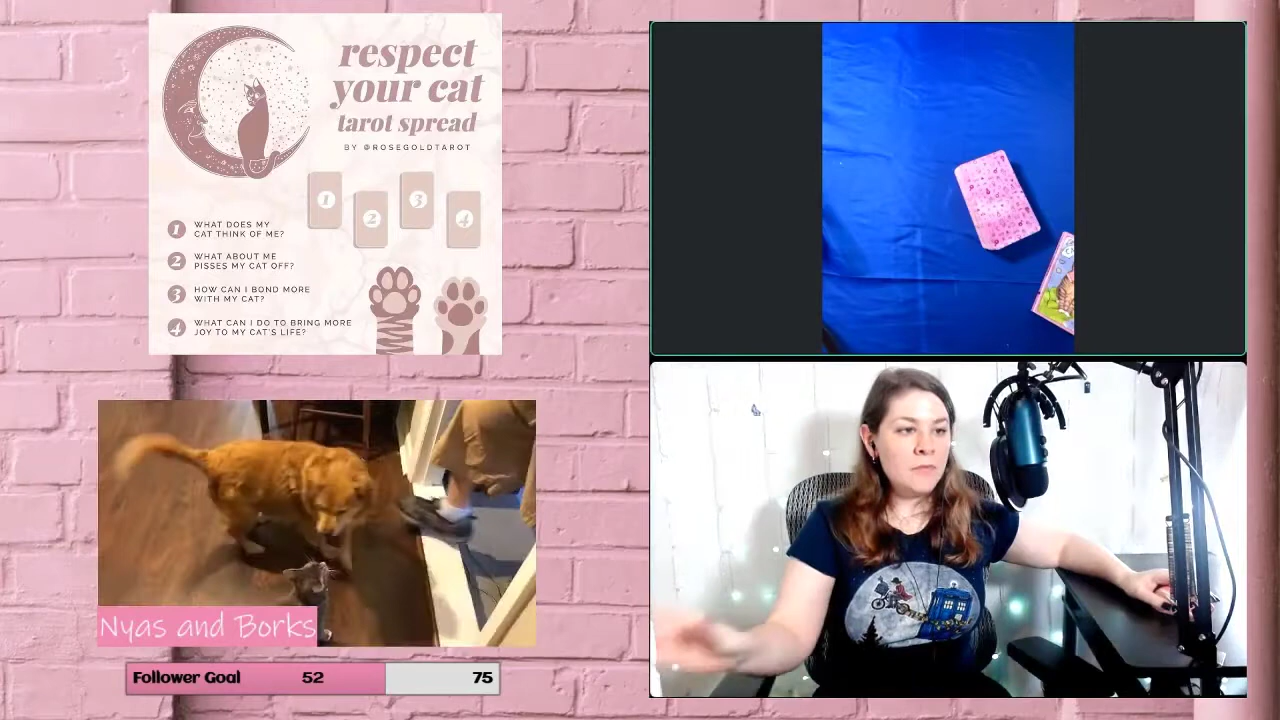 respect
your cat
tarot spread
BY @ROSEGOLDTAROT
1
2
3
4
1 WHAT DOES MY
CAT THINK OF ME?
2 WHAT ABOUT ME
PISSES MY CAT OFF?
3 HOW CAN I BOND MORE
WITH MY CAT?
4 WHAT CAN I DO TO BRING MORE
JOY TO MY CAT'S LIFE?
Nyas and Borks
Follower Goal 52 75